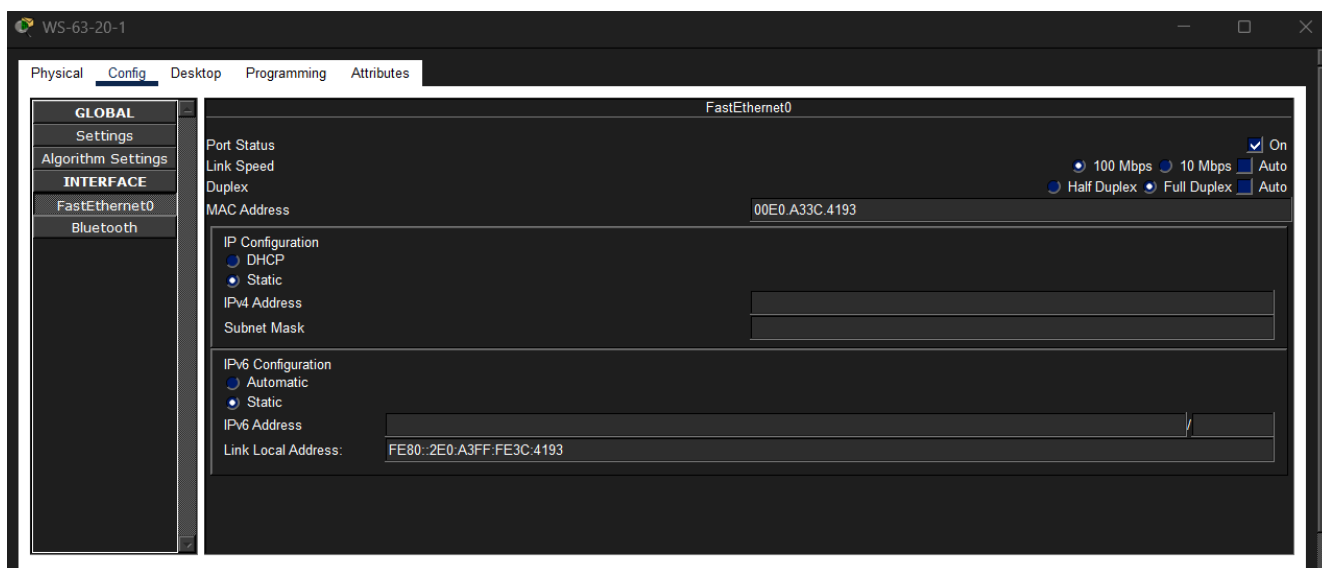 WS-63-20-1
Physical Config Desktop Programming Attributes
GLOBAL
Settings
Algorithm Settings
INTERFACE
FastEthernet0
Bluetooth
FastEthernet0
Port Status On
Link Speed 100 Mbps 10 Mbps Auto
Duplex Half Duplex Full Duplex Auto
MAC Address 00E0.A33C.4193
IP Configuration
DHCP
Static
IPv4 Address
Subnet Mask
IPv6 Configuration
Automatic
Static
IPv6 Address /
Link Local Address: FE80::2E0:A3FF:FE3C:4193